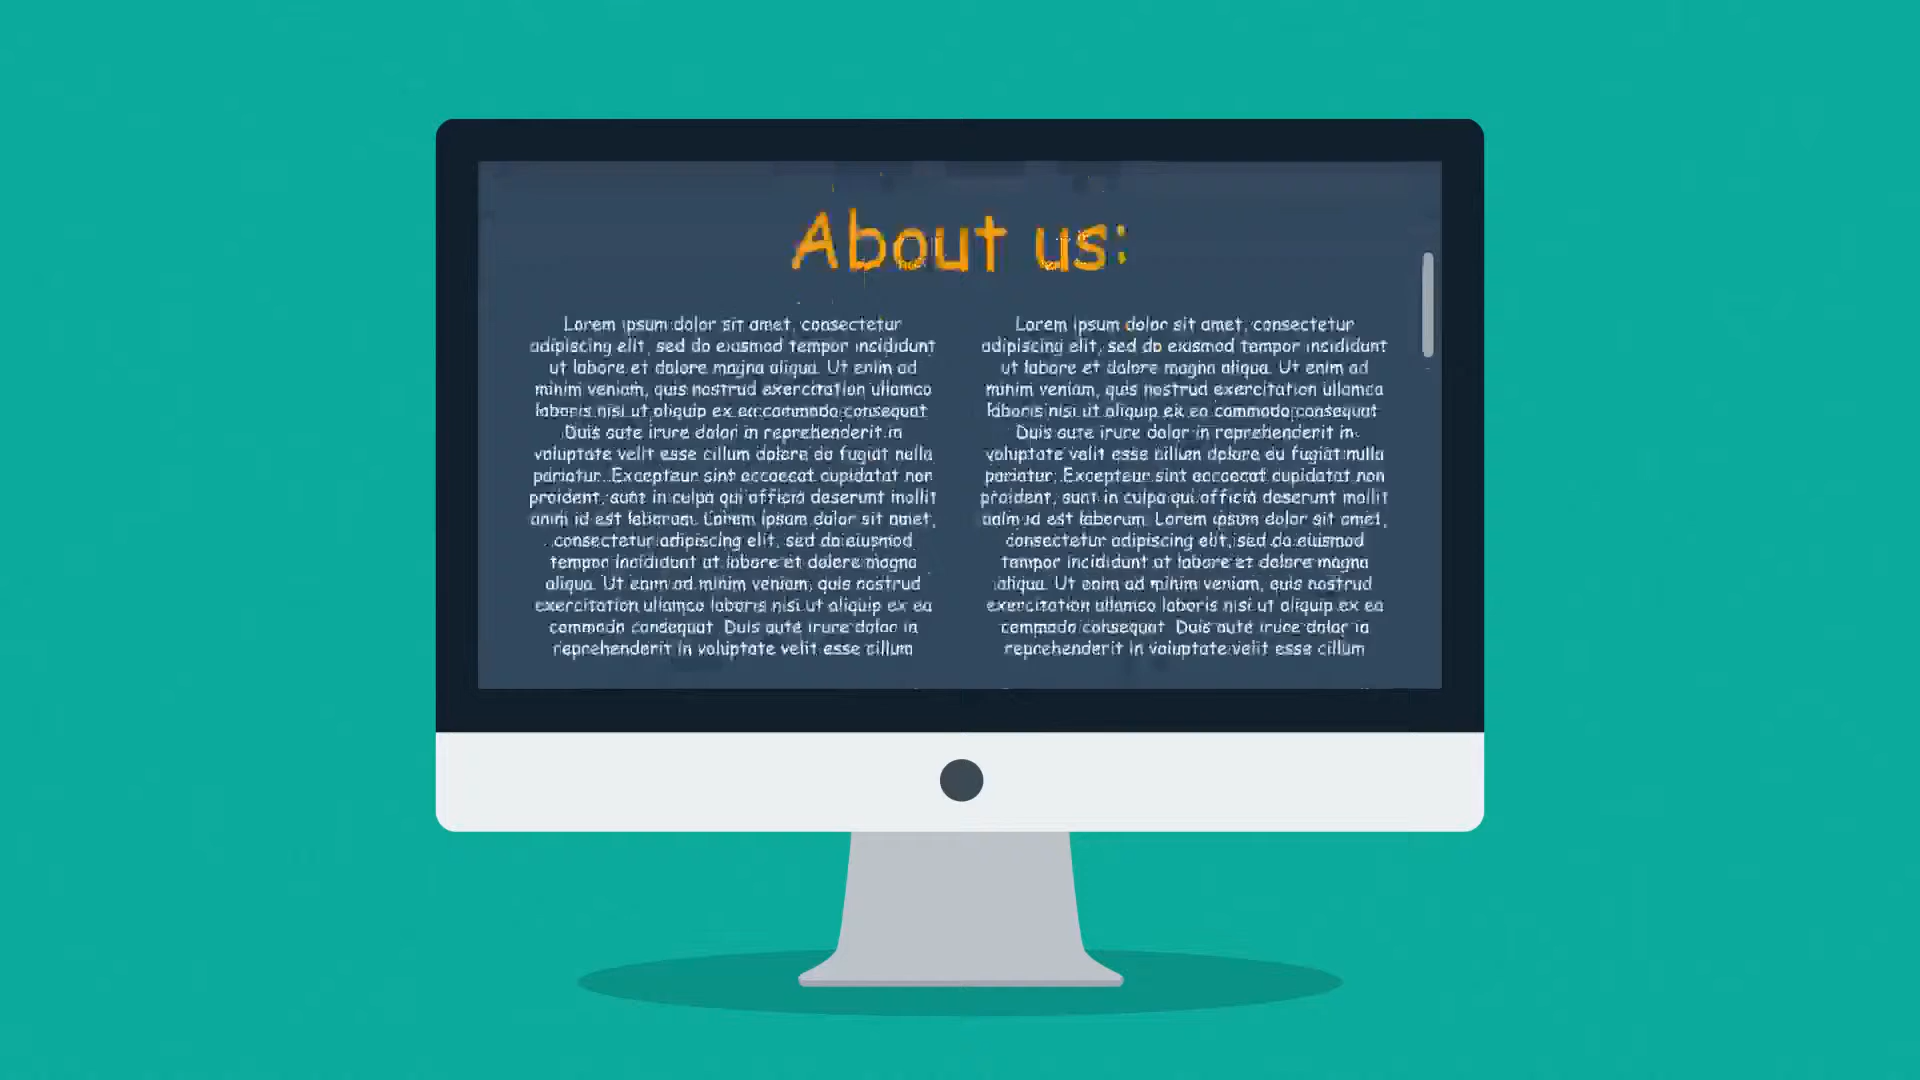 About us:
Lorem ipsum dolor sit amet, consectetur
adipiscing elit, sed do eiusmod tempor incididunt
ut labore et dolore magna aliqua. Ut enim ad
minim veniam, quis nostrud exercitation ullamco
laboris nisi ut aliquip ex ea commodo consequat
Duis aute irure dolor in reprehenderit in
voluptate velit esse cillum dolore eu fugiat nulla
pariatur. Excepteur sint occaecat cupidatat non
proident, sunt in culpa qui officia deserunt mollit
anim id est laborum. Lorem ipsum dolor sit amet,
consectetur adipiscing elit, sed do eiusmod
tempor incididunt ut labore et dolore magna
aliqua. Ut enim ad minim veniam, quis nostrud
exercitation ullamco laboris nisi ut aliquip ex ea
commodo consequat. Duis aute irure dolor in
reprehenderit in voluptate velit esse cillum
Lorem ipsum dolor sit amet, consectetur
adipiscing elit, sed do eiusmod tempor incididunt
ut labore et dolore magna aliqua. Ut enim ad
minim veniam, quis nostrud exercitation ullamco
laboris nisi ut aliquip ex ea commodo consequat
Duis aute irure dolor in reprehenderit in
voluptate velit esse cillum dolore eu fugiat nulla
pariatur. Excepteur sint occaecat cupidatat non
proident, sunt in culpa qui officia deserunt mollit
anim id est laborum. Lorem ipsum dolor sit amet,
consectetur adipiscing elit, sed do eiusmod
tempor incididunt ut labore et dolore magna
aliqua. Ut enim ad minim veniam, quis nostrud
exercitation ullamco laboris nisi ut aliquip ex ea
commodo consequat. Duis aute irure dolor in
reprehenderit in voluptate velit esse cillum